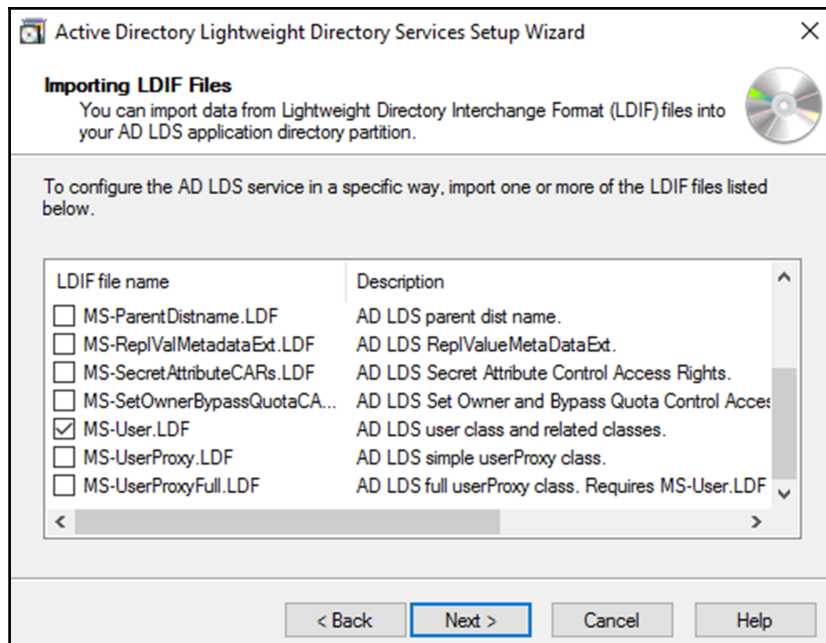 Active Directory Lightweight Directory Services Setup Wizard
Importing LDIF Files
You can import data from Lightweight Directory Interchange Format (LDIF) files into
your AD LDS application directory partition.
To configure the AD LDS service in a specific way, import one or more of the LDIF files listed
below.
LDIF file name Description
MS-ParentDistname.LDF AD LDS parent dist name.
MS-ReplValMetadataExt.LDF AD LDS ReplValueMetaDataExt.
MS-SecretAttributeCARs.LDF AD LDS Secret Attribute Control Access Rights.
MS-SetOwnerBypassQuotaCA... AD LDS Set Owner and Bypass Quota Control Acces
MS-User.LDF AD LDS user class and related classes.
MS-UserProxy.LDF AD LDS simple userProxy class.
MS-UserProxyFull.LDF AD LDS full userProxy class. Requires MS-User.LDF
< Back Next > Cancel Help